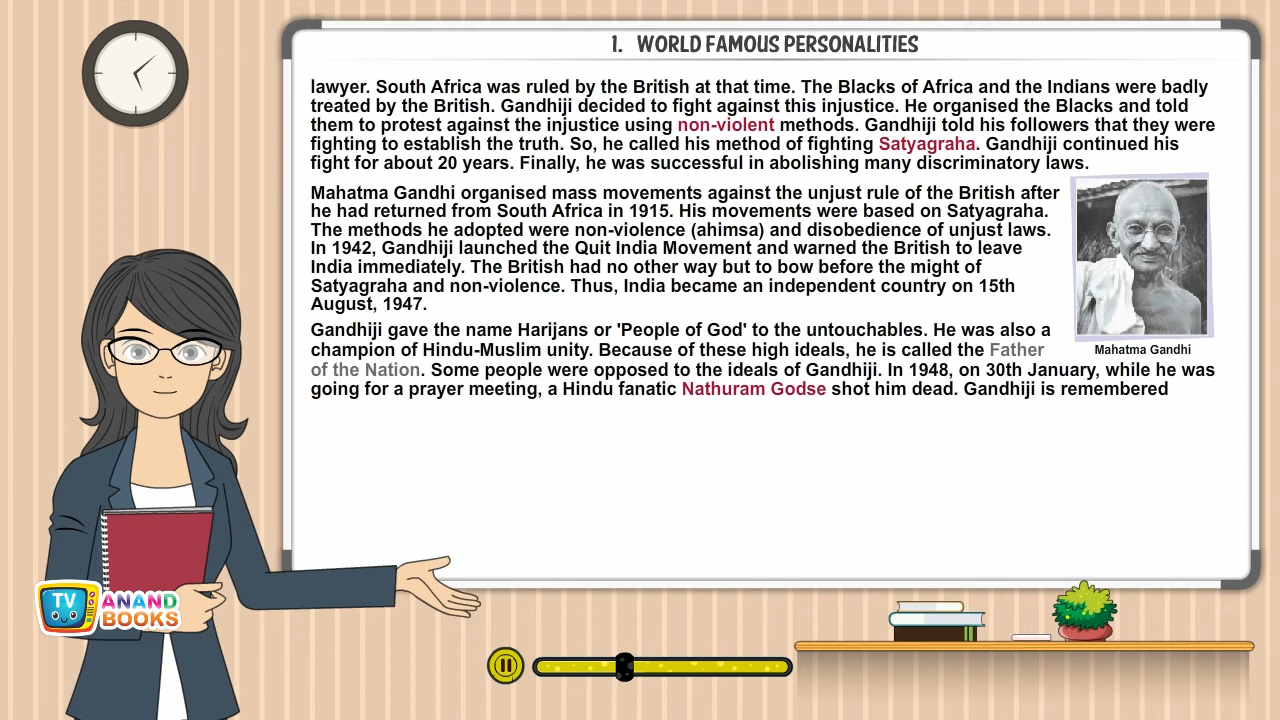 1. WORLD FAMOUS PERSONALITIES
lawyer. South Africa was ruled by the British at that time. The Blacks of Africa and the Indians were badly
treated by the British. Gandhiji decided to fight against this injustice. He organised the Blacks and told
them to protest against the injustice using non-violent methods. Gandhiji told his followers that they were
fighting to establish the truth. So, he called his method of fighting Satyagraha. Gandhiji continued his
fight for about 20 years. Finally, he was successful in abolishing many discriminatory laws.
Mahatma Gandhi organised mass movements against the unjust rule of the British after
he had returned from South Africa in 1915. His movements were based on Satyagraha.
The methods he adopted were non-violence (ahimsa) and disobedience of unjust laws.
In 1942, Gandhiji launched the Quit India Movement and warned the British to leave
India immediately. The British had no other way but to bow before the might of
Satyagraha and non-violence. Thus, India became an independent country on 15th
August, 1947.
Gandhiji gave the name Harijans or 'People of God' to the untouchables. He was also a
champion of Hindu-Muslim unity. Because of these high ideals, he is called the Father
of the Nation. Some people were opposed to the ideals of Gandhiji. In 1948, on 30th January, while he was
going for a prayer meeting, a Hindu fanatic Nathuram Godse shot him dead. Gandhiji is remembered
Mahatma Gandhi
TV
ANAND
BOOKS